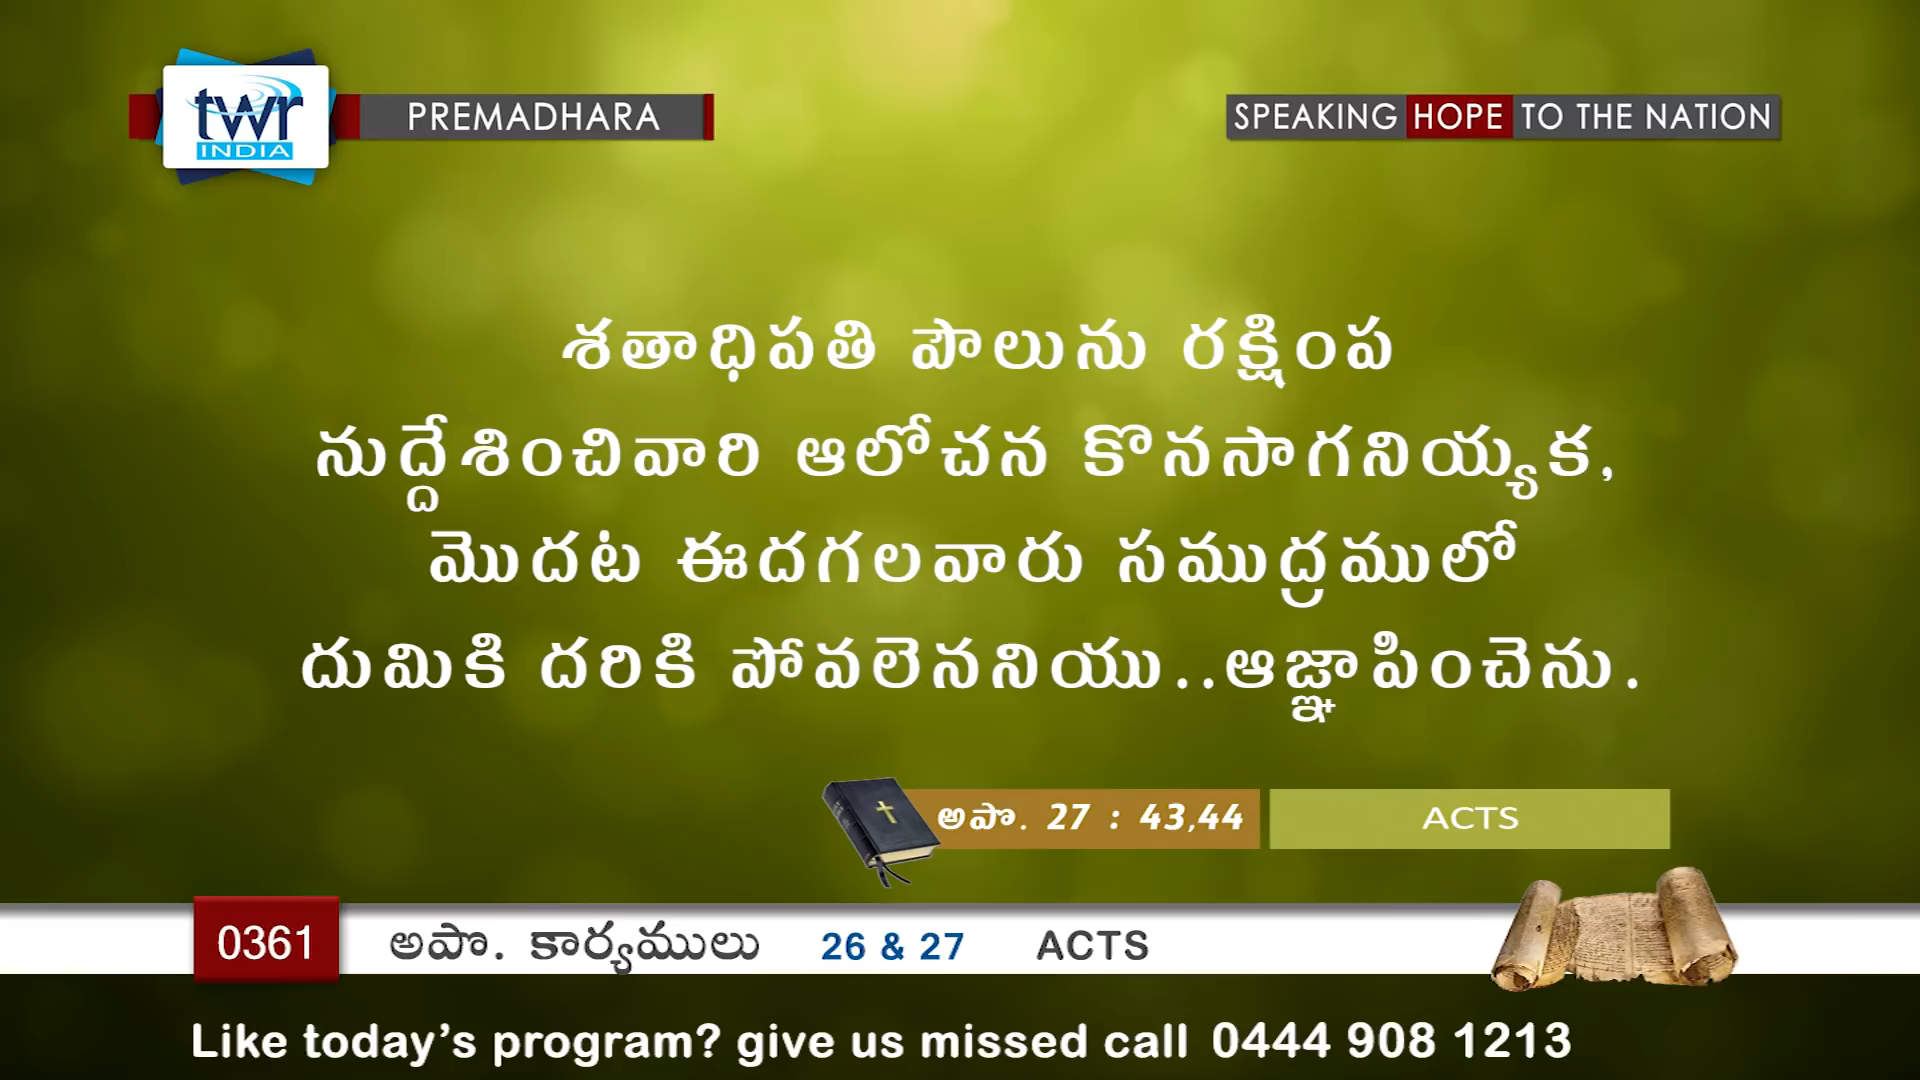 twr
INDIA
PREMADHARA
SPEAKING HOPE TO THE NATION
శతాధిపతి పౌలును రక్షింప
నుద్దేశించివారి ఆలోచన కొనసాగనియ్యక,
మొదట ఈదగలవారు సముద్రములో
దుమికి దరికి పోవలెననియు..ఆజ్ఞాపించెను.
అపొ. 27 : 43,44
ACTS
0361
అపొ. కార్యములు 26 & 27 ACTS
Like today’s program? give us missed call 0444 908 1213